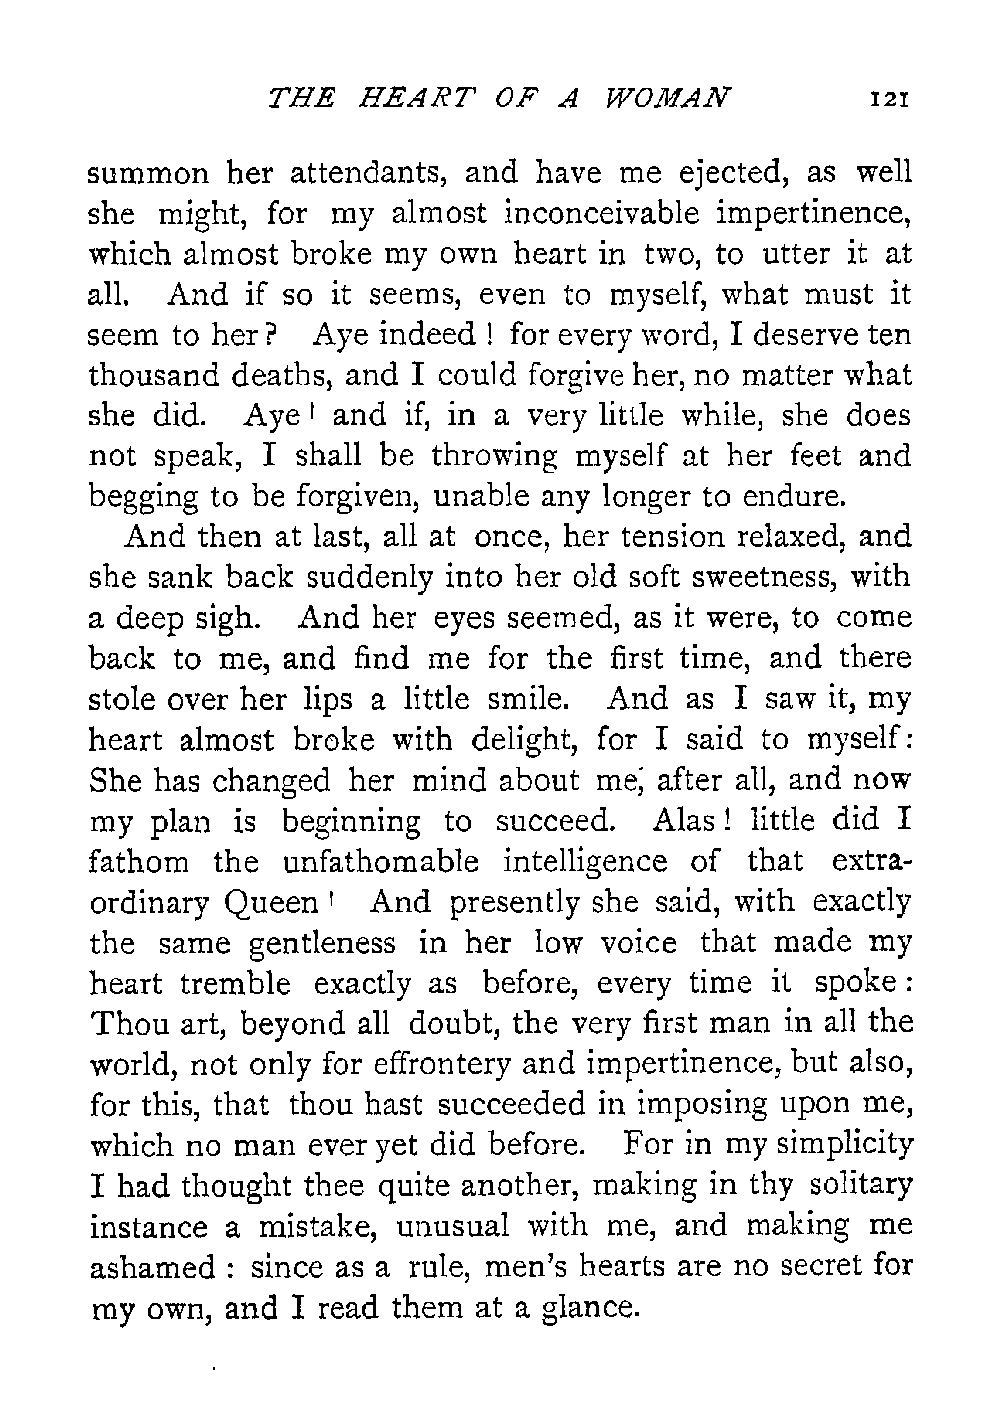 THE HEART OF A WOMAN 121
summon her attendants, and have me ejected, as well
she might, for my almost inconceivable impertinence,
which almost broke my own heart in two, to utter it at
all. And if so it seems, even to myself, what must it
seem to her? Aye indeed! for every word, I deserve ten
thousand deaths, and I could forgive her, no matter what
she did. Aye! and if, in a very little while, she does
not speak, I shall be throwing myself at her feet and
begging to be forgiven, unable any longer to endure.
And then at last, all at once, her tension relaxed, and
she sank back suddenly into her old soft sweetness, with
a deep sigh. And her eyes seemed, as it were, to come
back to me, and find me for the first time, and there
stole over her lips a little smile. And as I saw it, my
heart almost broke with delight, for I said to myself:
She has changed her mind about me, after all, and now
my plan is beginning to succeed. Alas! little did I
fathom the unfathomable intelligence of that extra-
ordinary Queen! And presently she said, with exactly
the same gentleness in her low voice that made my
heart tremble exactly as before, every time it spoke:
Thou art, beyond all doubt, the very first man in all the
world, not only for effrontery and impertinence, but also,
for this, that thou hast succeeded in imposing upon me,
which no man ever yet did before. For in my simplicity
I had thought thee quite another, making in thy solitary
instance a mistake, unusual with me, and making me
ashamed: since as a rule, men's hearts are no secret for
my own, and I read them at a glance.